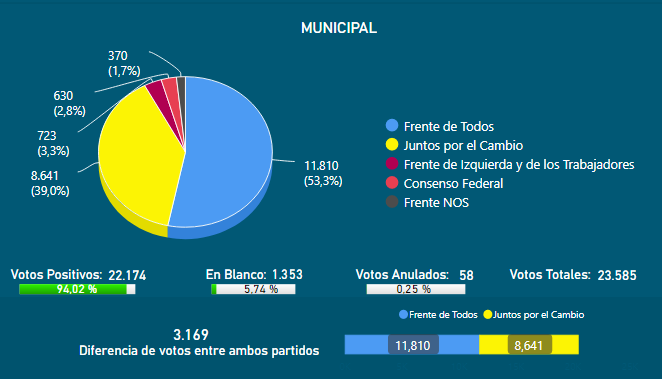 MUNICIPAL
370
(1,7%)
630
(2,8%)
723
(3,3%)
8.641
(39,0%)
11.810
(53,3%)
Frente de Todos
Juntos por el Cambio
Frente de Izquierda y de los Trabajadores
Consenso Federal
Frente NOS
Votos Positivos: 22.174
94,02 %
En Blanco: 1.353
5,74 %
Votos Anulados: 58
0,25 %
Votos Totales: 23.585
3.169
Diferencia de votos entre ambos partidos
Frente de Todos Juntos por el Cambio
11,810 8,641